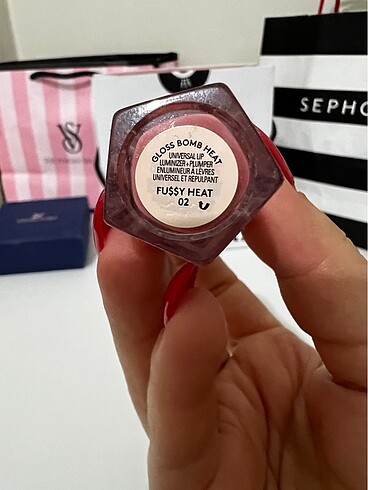 GLOSS BOMB HEAT
UNIVERSAL LIP
LUMINIZER+PLUMPER
ENLUMINEUR À LÈVRES
UNIVERSEL ET REPULPANT
FU$$Y HEAT
02
VS
SEPHO